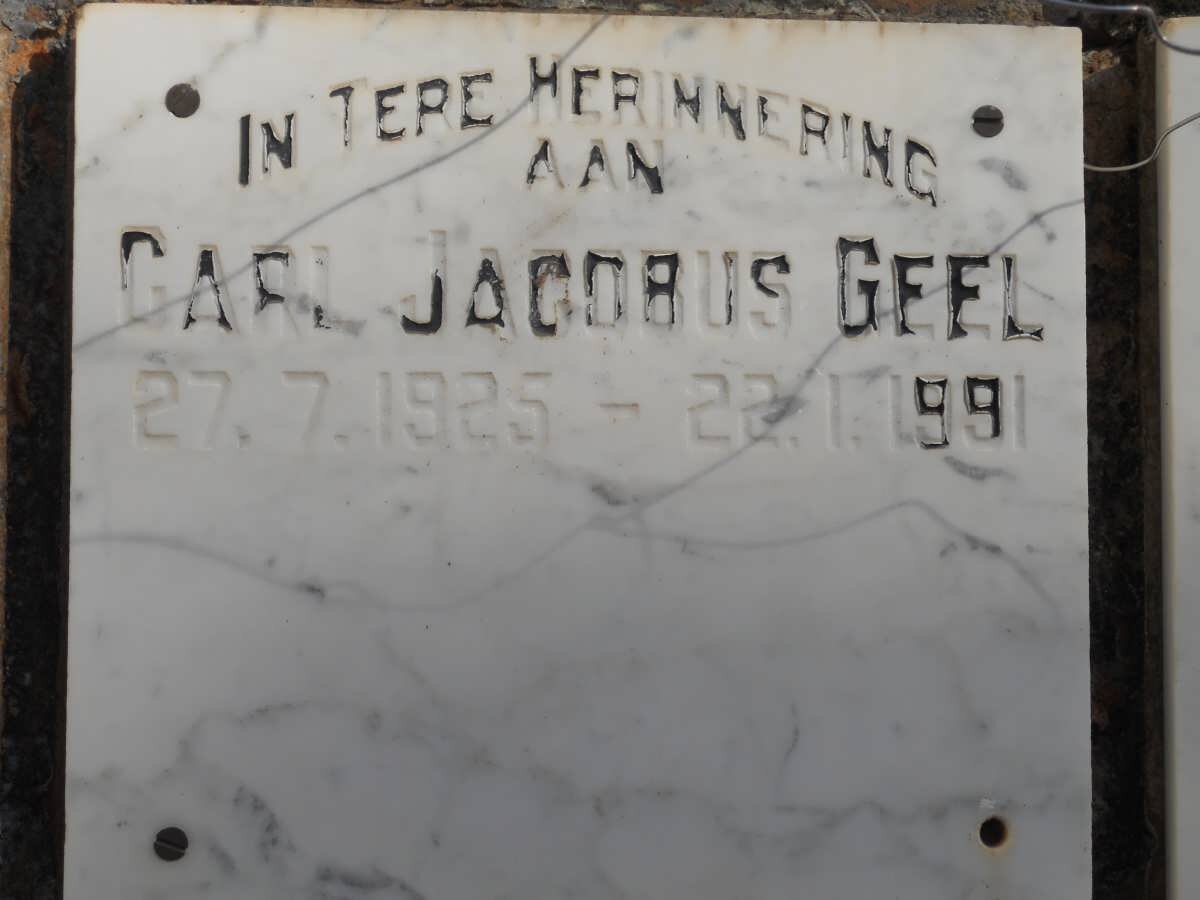 IN TERE HERINNERING
AAN
CARL JACOBUS GEEL
27.7.1925 - 22.1.1991